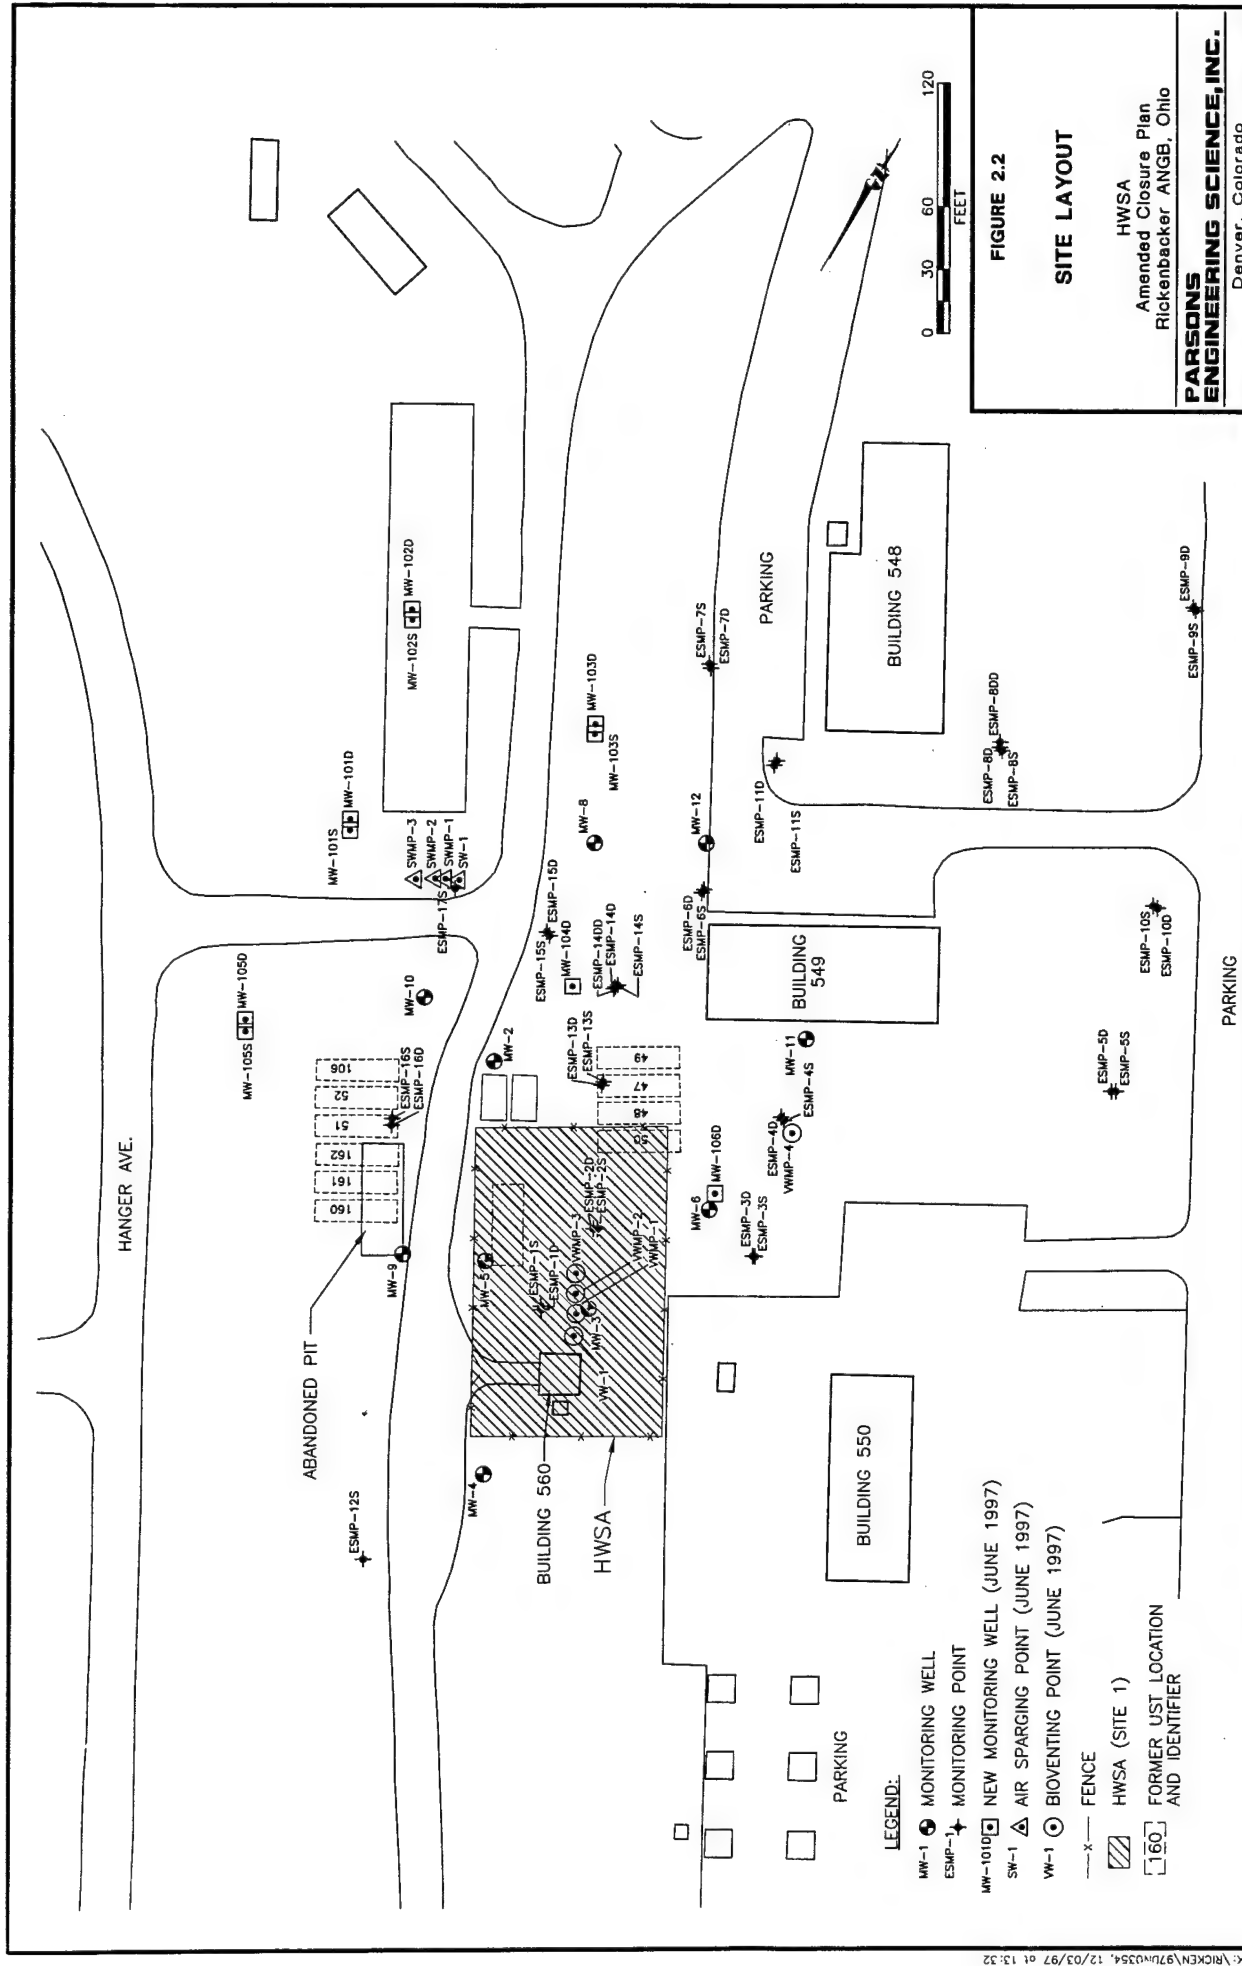 HANGER AVE.
MW-105S
MW-105D
MW-101S
MW-101D
MW-102S
MW-102D
ABANDONED PIT
160
161
162
51
52
106
ESMP-16S
ESMP-16D
MW-10
MW-9
ESMP-12S
SWMP-3
SWMP-2
SWMP-1
SW-1
ESMP-17S
MW-4
MW-5
MW-2
ESMP-15S
ESMP-15D
MW-104D
ESMP-14DD
ESMP-14D
ESMP-14S
MW-8
MW-103D
MW-103S
ESMP-13D
ESMP-13S
50
48
47
49
BUILDING 560
HWSA
ESMP-1S
ESMP-1D
VWMP-3
ESMP-2D
ESMP-2S
VWMP-2
VWMP-1
MW-3
VW-1
MW-6
MW-106D
ESMP-3D
ESMP-3S
ESMP-4D
VWMP-4
ESMP-4S
MW-11
ESMP-6D
ESMP-6S
MW-12
ESMP-7S
ESMP-7D
PARKING
ESMP-11D
ESMP-11S
BUILDING
549
BUILDING 548
BUILDING 550
ESMP-8D
ESMP-8DD
ESMP-8S
ESMP-9S
ESMP-9D
ESMP-10S
ESMP-10D
ESMP-5D
ESMP-5S
PARKING
PARKING
LEGEND:
MW-1 MONITORING WELL
ESMP-1 MONITORING POINT
MW-101D NEW MONITORING WELL (JUNE 1997)
SW-1 AIR SPARGING POINT (JUNE 1997)
VW-1 BIOVENTING POINT (JUNE 1997)
x FENCE
HWSA (SITE 1)
160 FORMER UST LOCATION
AND IDENTIFIER
0 30 60 120
FEET
FIGURE 2.2
SITE LAYOUT
HWSA
Amended Closure Plan
Rickenbacker ANGB, Ohio
PARSONS
ENGINEERING SCIENCE, INC.
Denver, Colorado
12/03/97 at 13:32